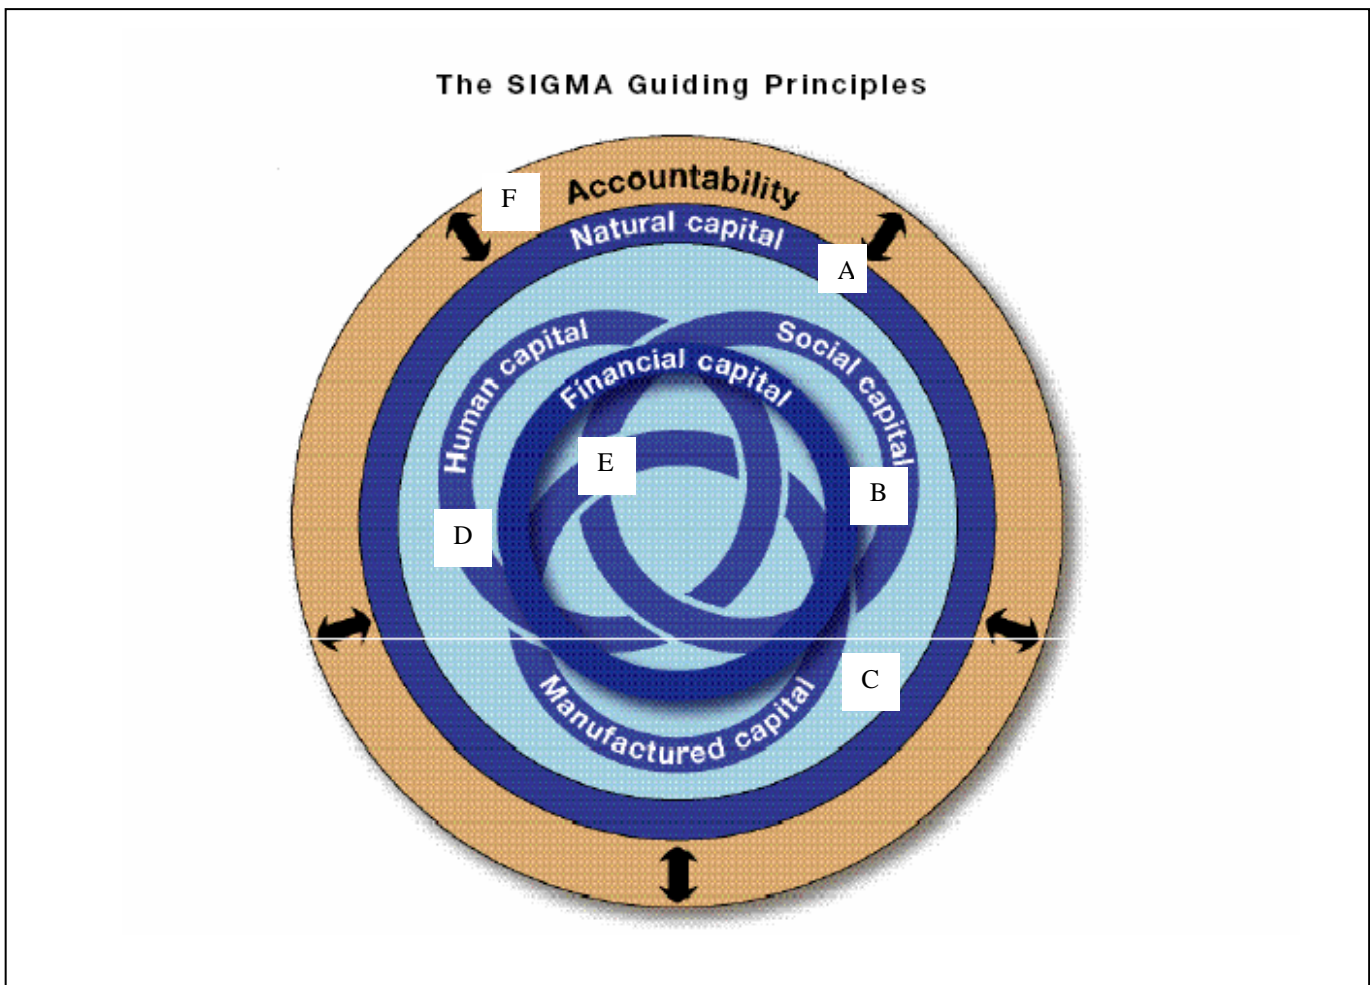 The SIGMA Guiding Principles
F
Accountability
Natural capital
A
Human capital
Social capital
Financial capital
E
B
D
C
Manufactured capital